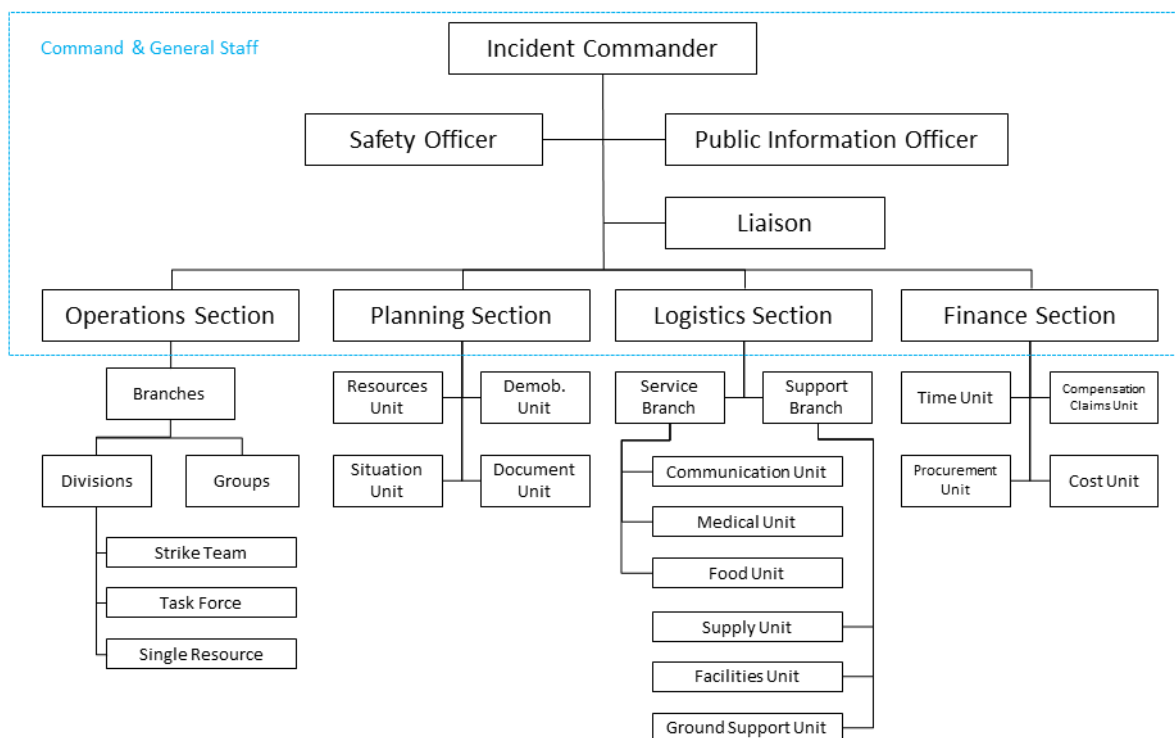 Command & General Staff
Incident Commander
Safety Officer
Public Information Officer
Liaison
Operations Section
Planning Section
Logistics Section
Finance Section
Branches
Divisions
Groups
Strike Team
Task Force
Single Resource
Resources
Unit
Demob.
Unit
Situation
Unit
Document
Unit
Service
Branch
Support
Branch
Communication Unit
Medical Unit
Food Unit
Supply Unit
Facilities Unit
Ground Support Unit
Time Unit
Compensation
Claims Unit
Procurement
Unit
Cost Unit